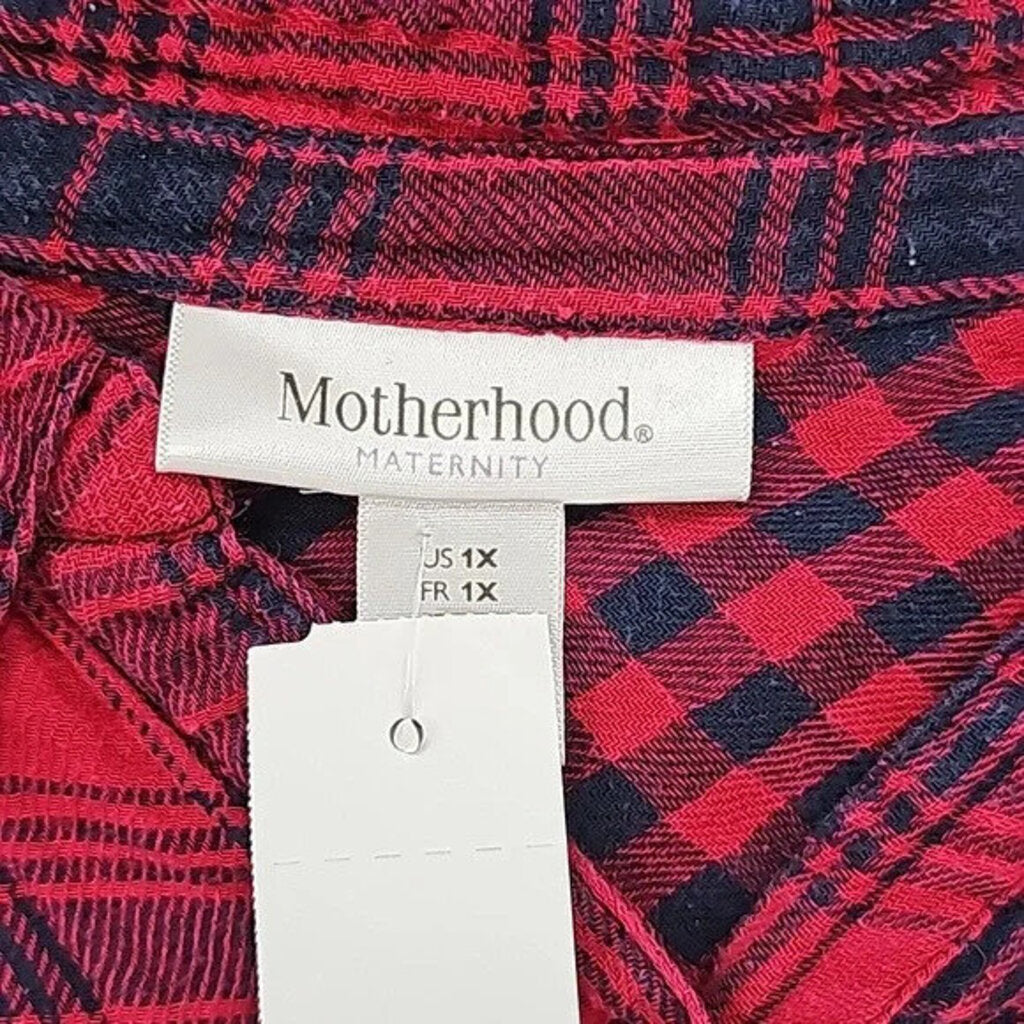 Motherhood®
MATERNITY
US 1X
FR 1X